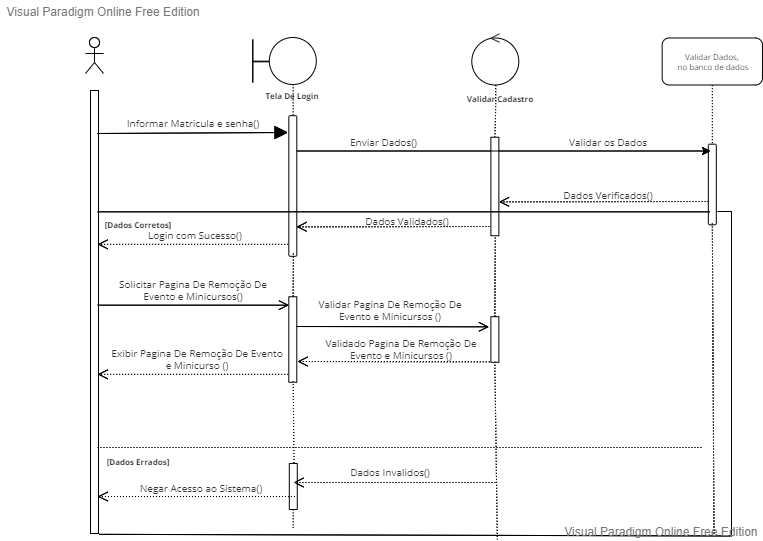 Visual Paradigm Online Free Edition
Validar Dados,
no banco de dados
Tela De Login
Validar Cadastro
Informar Matricula e senha()
Enviar Dados()
Validar os Dados
Dados Verificados()
[Dados Corretos]
Dados Validados()
Login com Sucesso()
Solicitar Pagina De Remoção De
Evento e Minicursos()
Validar Pagina De Remoção De
Evento e Minicursos ()
Validado Pagina De Remoção De
Evento e Minicursos ()
Exibir Pagina De Remoção De Evento
e Minicurso ()
[Dados Errados]
Dados Invalidos()
Negar Acesso ao Sistema()
Visual Paradigm Online Free Edition